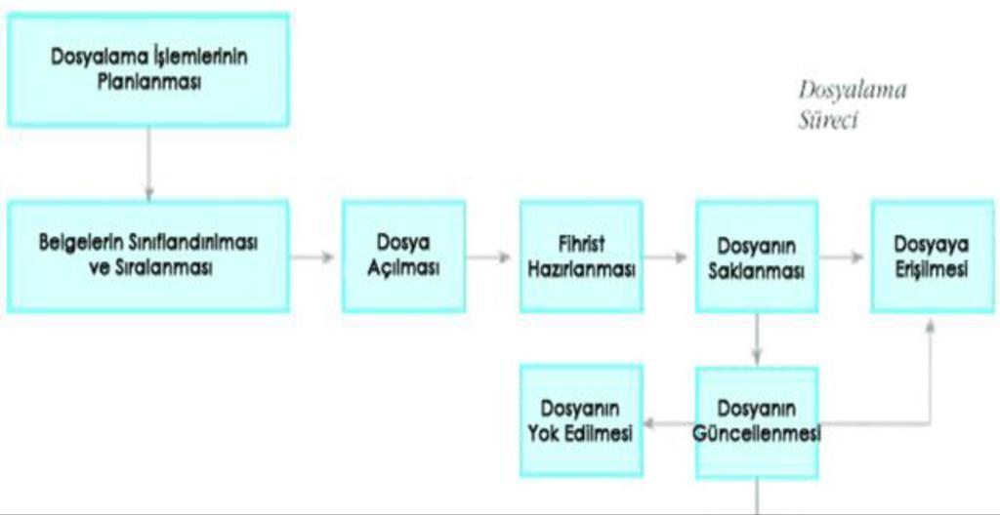 Dosyalama İşlemlerinin
Planlanması
Dosyalama
Süreci
Belgelerin Sınıflandırılması
ve Sıralanması
Dosya
Açılması
Fihrist
Hazırlanması
Dosyanın
Saklanması
Dosyaya
Erişilmesi
Dosyanın
Yok Edilmesi
Dosyanın
Güncellenmesi